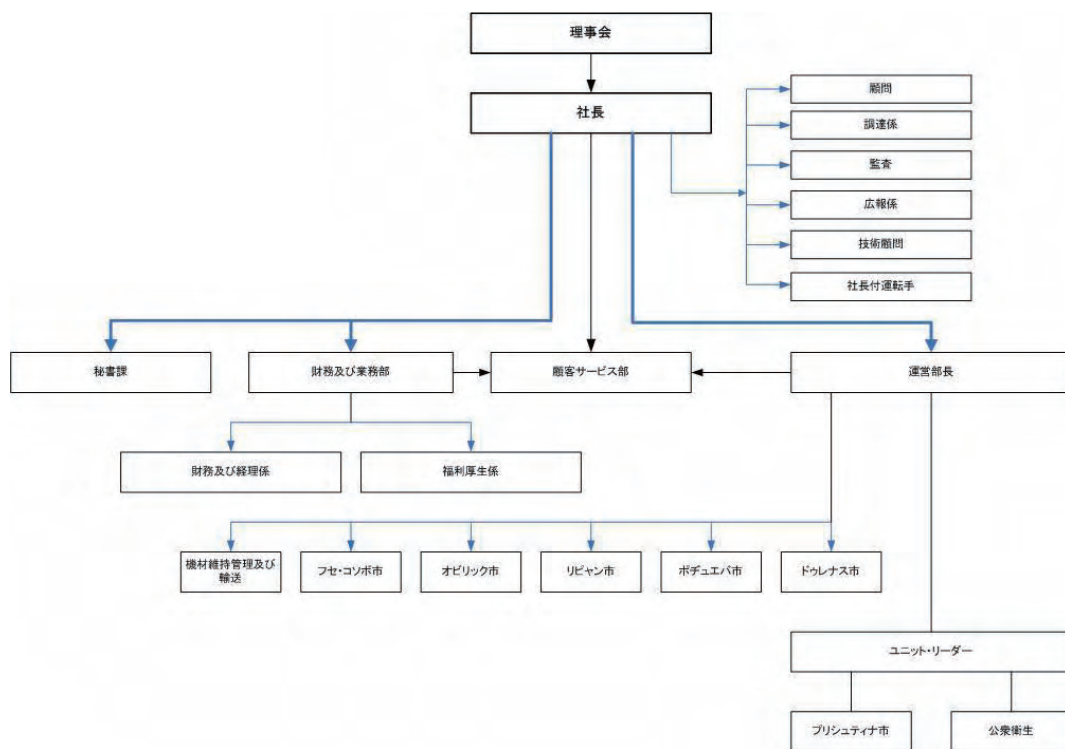 理事会
社長
顧問
調達係
監査
広報係
技術顧問
社長付運転手
秘書課
財務及び業務部
顧客サービス部
運営部長
財務及び経理係
福利厚生係
機材維持管理及び
輸送
フセ・コソボ市
オビリック市
リピャン市
ポデュエバ市
ドゥレナス市
ユニット・リーダー
プリシュティナ市
公衆衛生